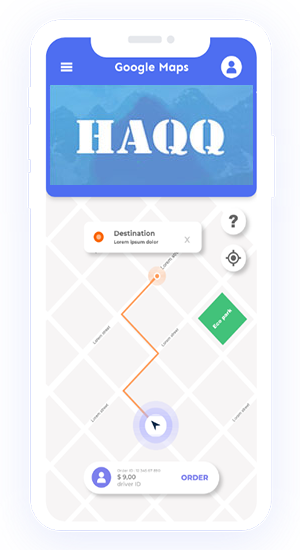 Google Maps
HAQQ
Destination
Lorem ipsum dolor
X
?
Lorem street
Eco park
Lorem street
Lorem street
Lorem street
Lorem street
$ 9,00
driver ID
ORDER